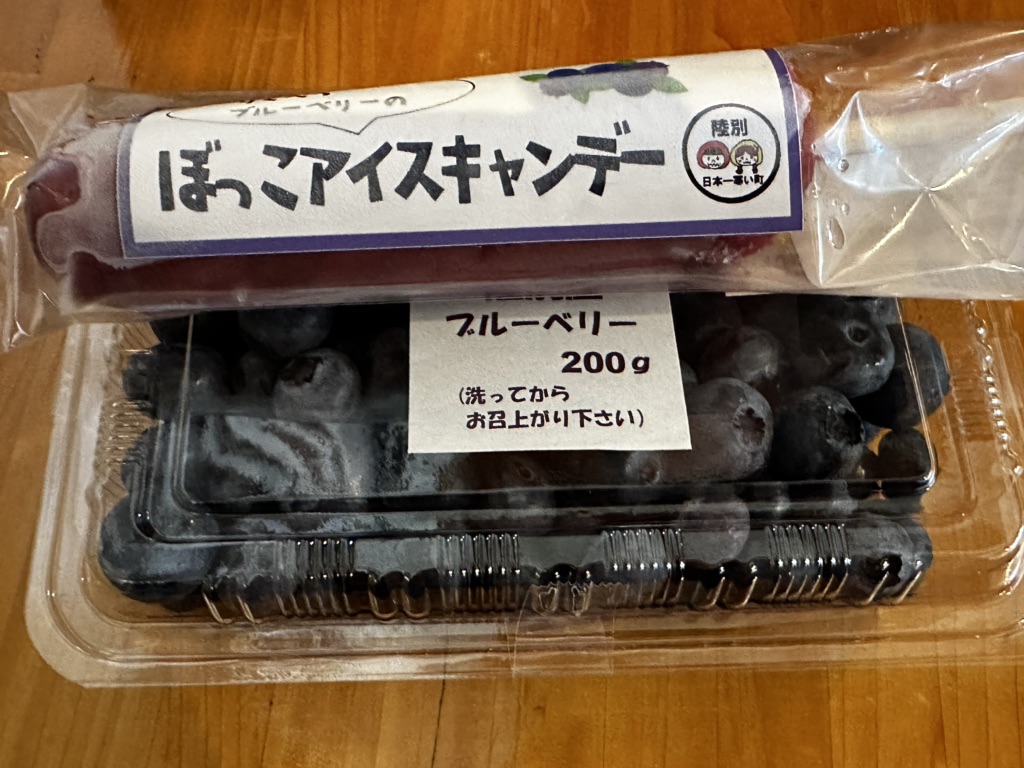 ブルーベリーの
ぼっこアイスキャンデー
陸別
日本一寒い町
ブルーベリー
200g
(洗ってから
お召上がり下さい)